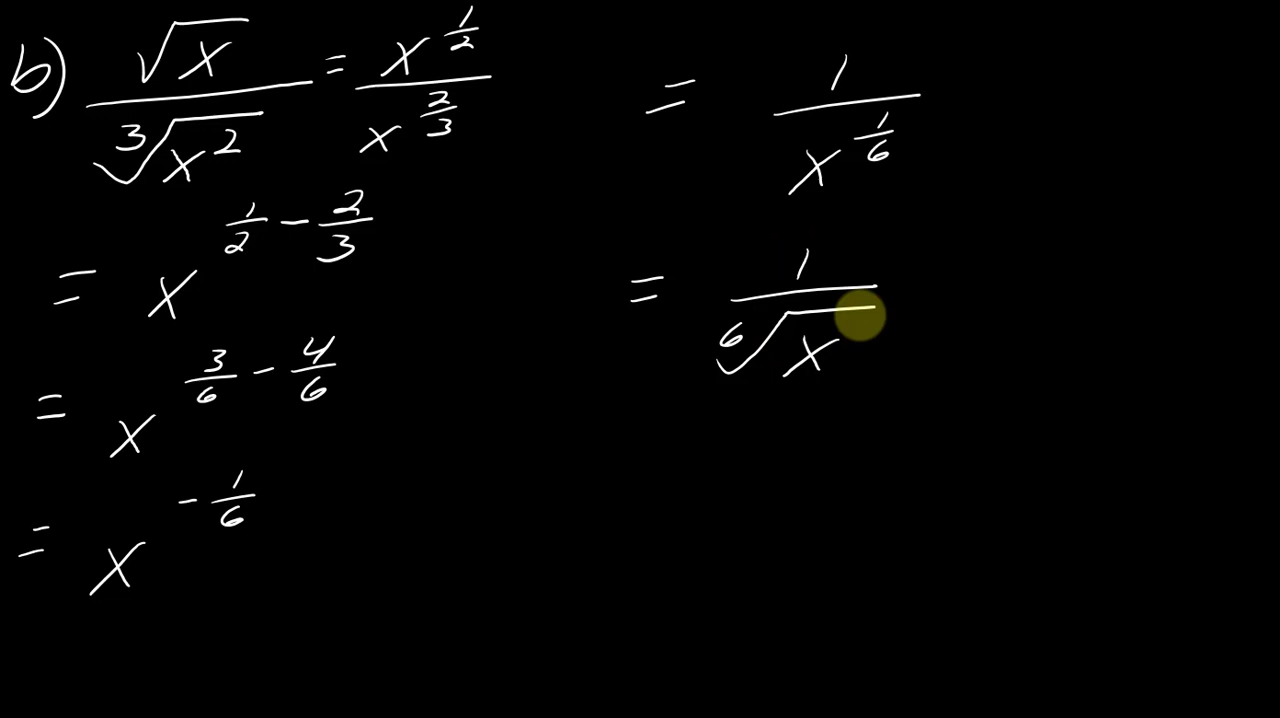 b) √x / ∛x² = x^(1/2) / x^(2/3)
= x^(1/2 - 2/3)
= x^(3/6 - 4/6)
= x^(-1/6)
= 1 / x^(1/6)
= 1 / ⁶√x